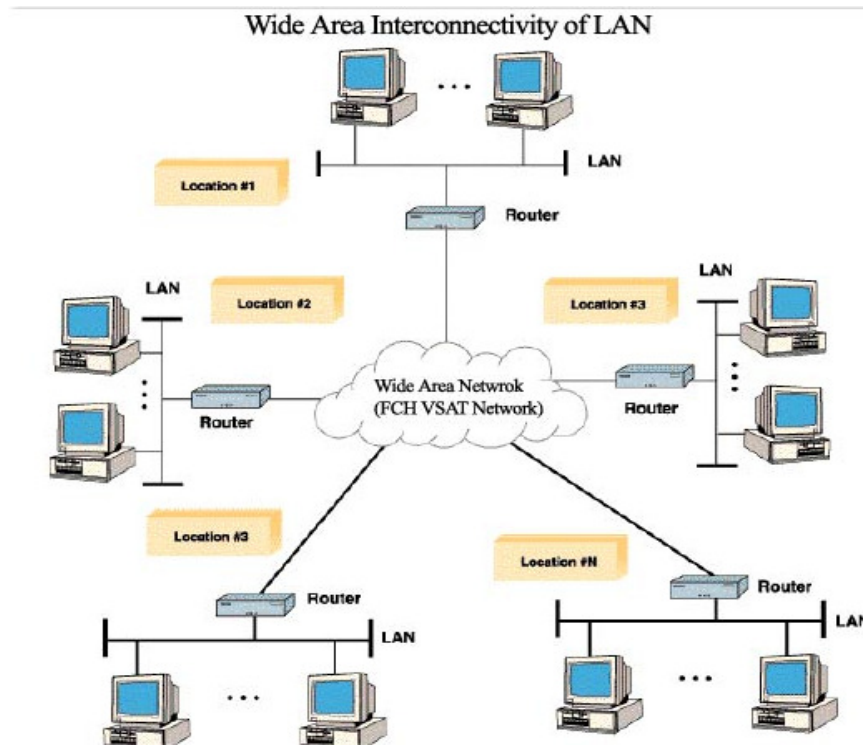 Wide Area Interconnectivity of LAN
LAN
Location #1
Router
LAN
Location #2
Location #3
LAN
Wide Area Netwrok
(FCH VSAT Network)
Router
Router
Location #3
Location #N
Router
Router
LAN
LAN